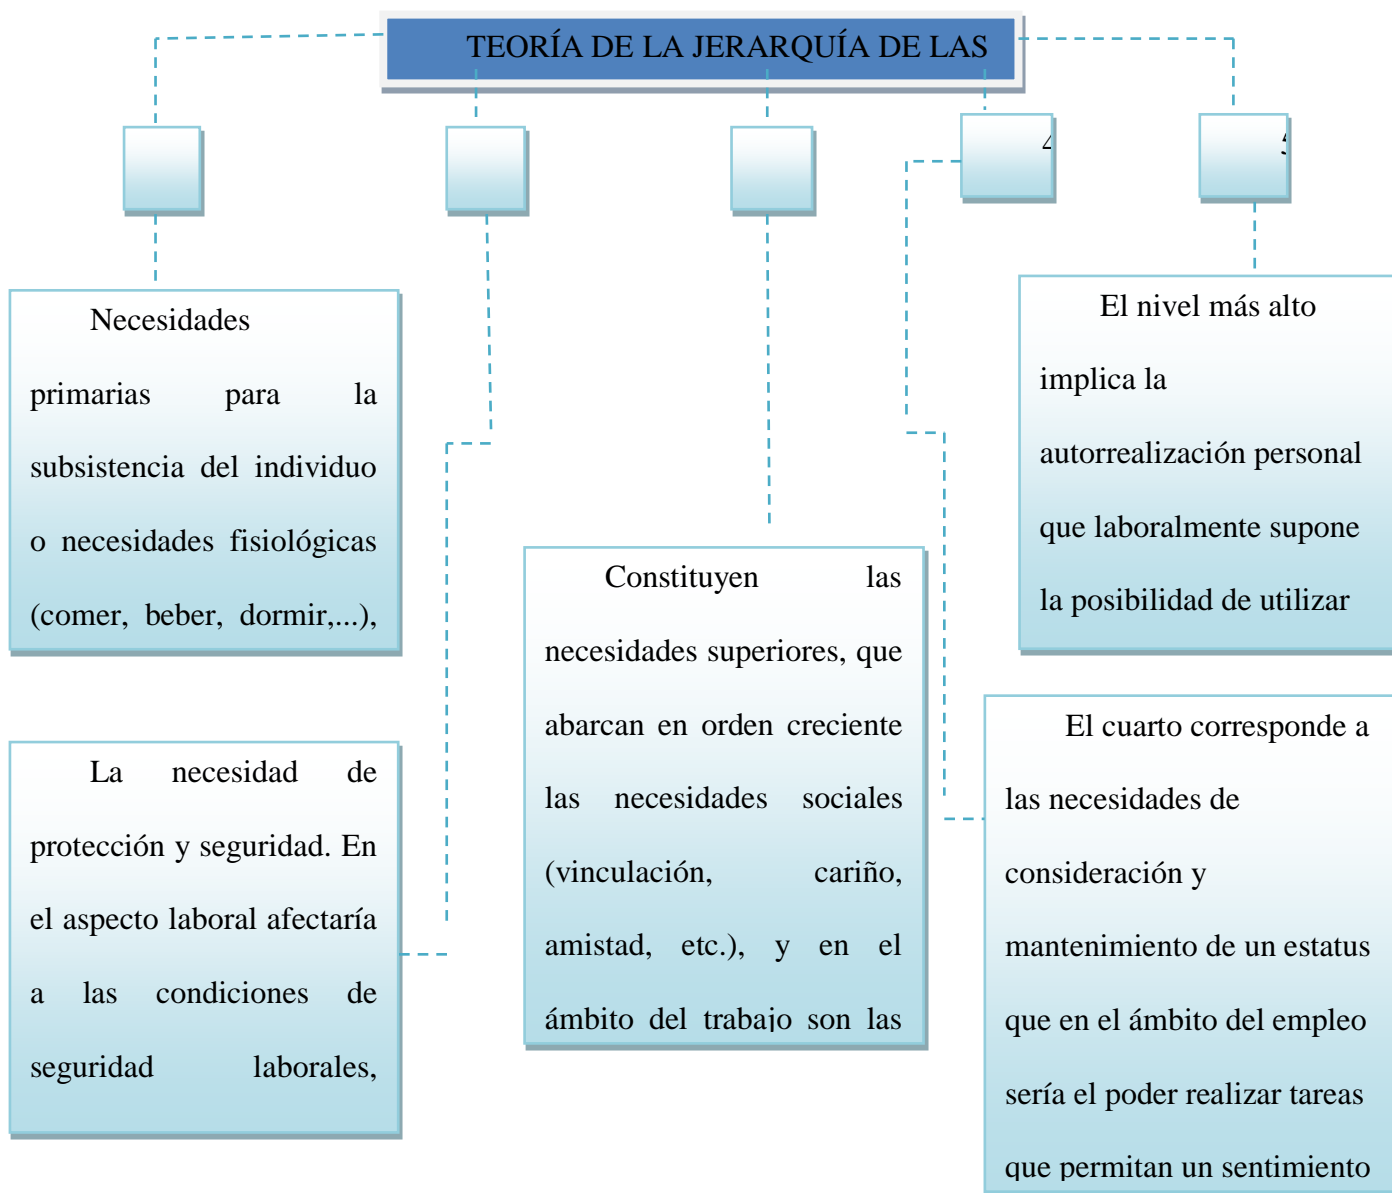 TEORÍA DE LA JERARQUÍA DE LAS
4
5
Necesidades
primarias para la
subsistencia del individuo
o necesidades fisiológicas
(comer, beber, dormir,...),
La necesidad de
protección y seguridad. En
el aspecto laboral afectaría
a las condiciones de
seguridad laborales,
Constituyen las
necesidades superiores, que
abarcan en orden creciente
las necesidades sociales
(vinculación, cariño,
amistad, etc.), y en el
ámbito del trabajo son las
El cuarto corresponde a
las necesidades de
consideración y
mantenimiento de un estatus
que en el ámbito del empleo
sería el poder realizar tareas
que permitan un sentimiento
El nivel más alto
implica la
autorrealización personal
que laboralmente supone
la posibilidad de utilizar